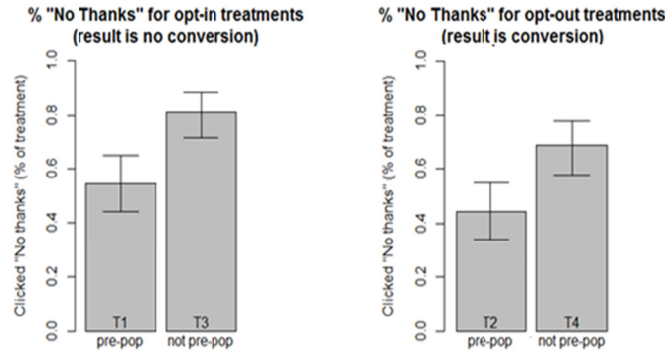 % "No Thanks" for opt-in treatments
(result is no conversion)
Clicked "No thanks" (% of treatment)
1.0
0.8
0.6
0.4
0.2
0.0
T1
T3
pre-pop
not pre-pop
% "No Thanks" for opt-out treatments
(result is conversion)
Clicked "No thanks" (% of treatment)
1.0
0.8
0.6
0.4
0.2
0.0
T2
T4
pre-pop
not pre-pop